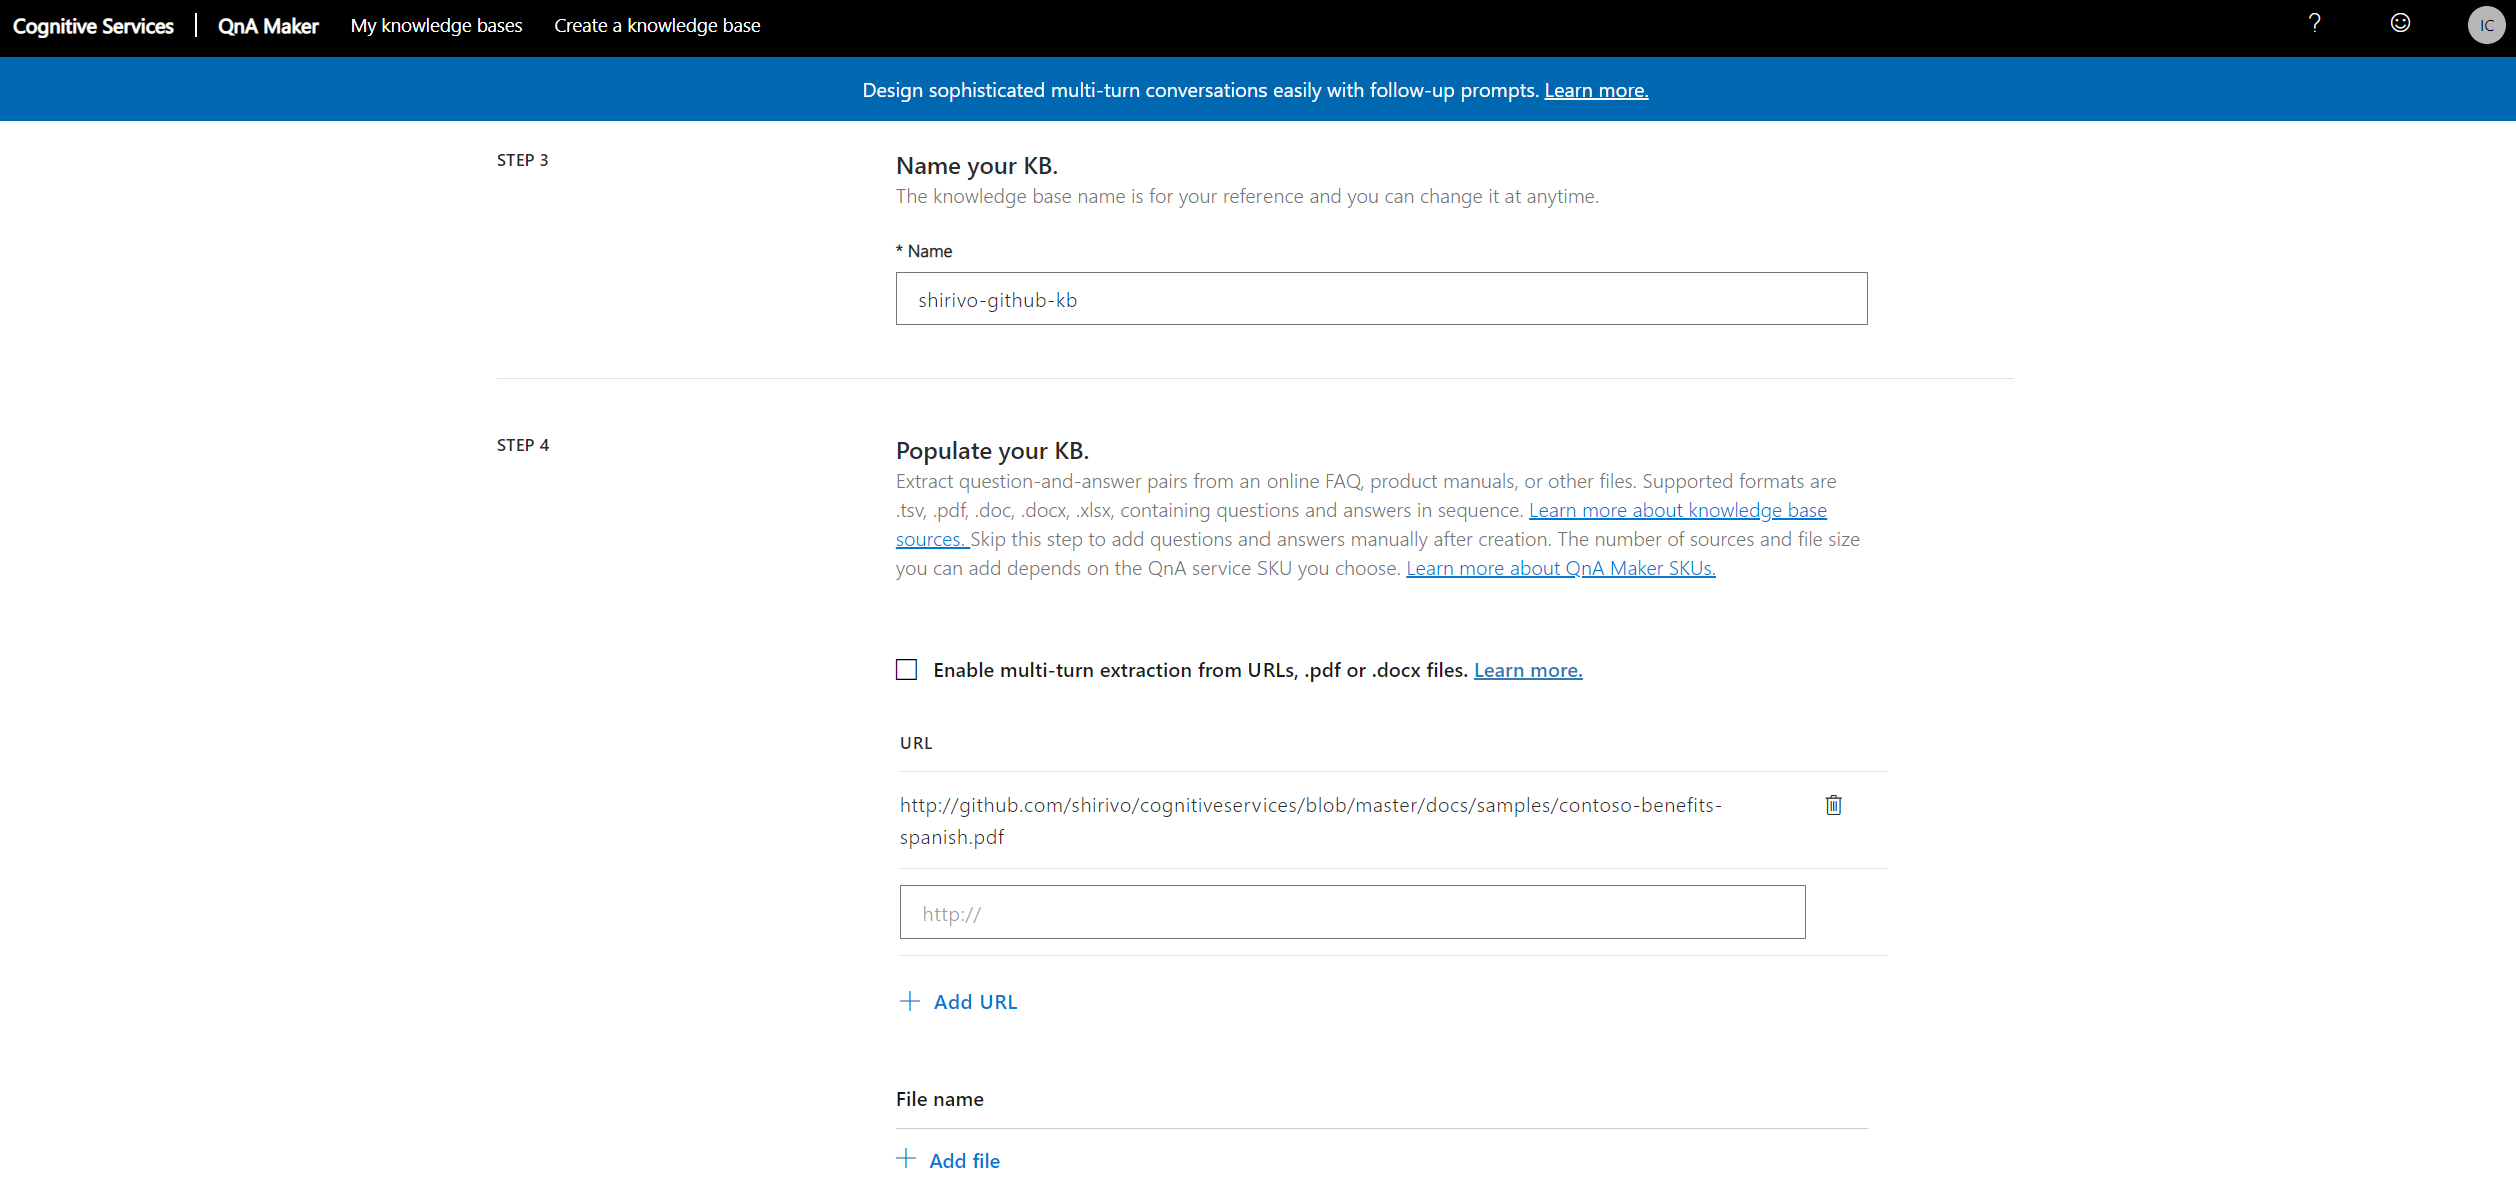 Cognitive Services | QnA Maker My knowledge bases Create a knowledge base ? IC
Design sophisticated multi-turn conversations easily with follow-up prompts. Learn more.
STEP 3
Name your KB.
The knowledge base name is for your reference and you can change it at anytime.
* Name
shirivo-github-kb
STEP 4
Populate your KB.
Extract question-and-answer pairs from an online FAQ, product manuals, or other files. Supported formats are
.tsv, .pdf, .doc, .docx, .xlsx, containing questions and answers in sequence. Learn more about knowledge base
sources. Skip this step to add questions and answers manually after creation. The number of sources and file size
you can add depends on the QnA service SKU you choose. Learn more about QnA Maker SKUs.
Enable multi-turn extraction from URLs, .pdf or .docx files. Learn more.
URL
http://github.com/shirivo/cognitiveservices/blob/master/docs/samples/contoso-benefits-
spanish.pdf
http://
Add URL
File name
Add file